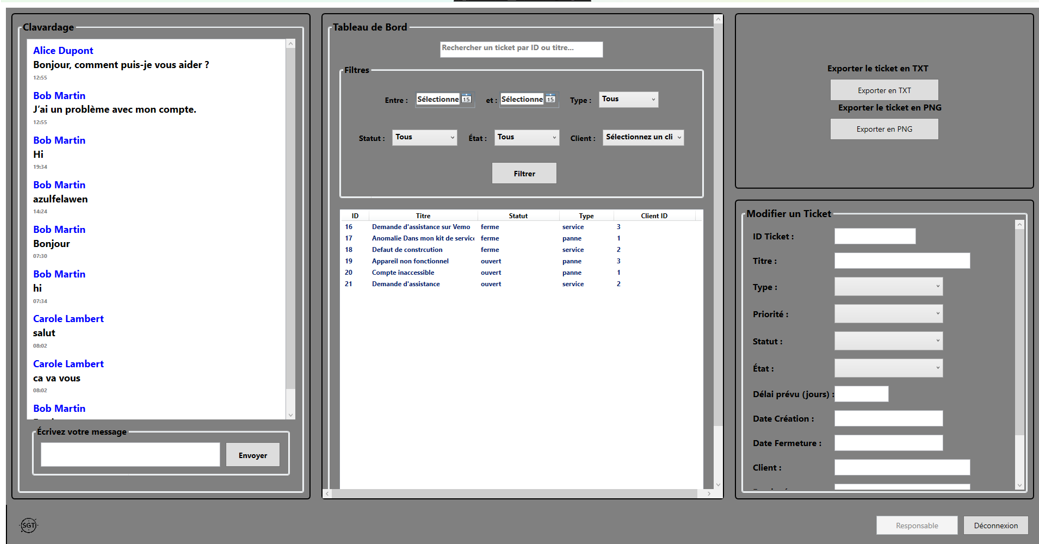 Clavardage
Alice Dupont
Bonjour, comment puis-je vous aider ?
12:55
Bob Martin
J'ai un problème avec mon compte.
12:55
Bob Martin
Hi
19:34
Bob Martin
azulfelawen
14:24
Bob Martin
Bonjour
07:30
Bob Martin
hi
07:34
Carole Lambert
salut
08:02
Carole Lambert
ca va vous
08:02
Bob Martin
Écrivez votre message
Envoyer
Tableau de Bord
Rechercher un ticket par ID ou titre...
Filtres
Entre : Sélectionne 15 et : Sélectionne 15 Type : Tous
Statut : Tous État : Tous Client : Sélectionnez un cli
Filtrer
ID Titre Statut Type Client ID
16 Demande d'assistance sur Vemo ferme service 3
17 Anomalie Dans mon kit de service ferme panne 1
18 Defaut de constrcution ferme service 2
19 Appareil non fonctionnel ouvert panne 3
20 Compte inaccessible ouvert panne 1
21 Demande d'assistance ouvert service 2
Exporter le ticket en TXT
Exporter en TXT
Exporter le ticket en PNG
Exporter en PNG
Modifier un Ticket
ID Ticket :
Titre :
Type :
Priorité :
Statut :
État :
Délai prévu (jours) :
Date Création :
Date Fermeture :
Client :
SGT
Responsable
Déconnexion